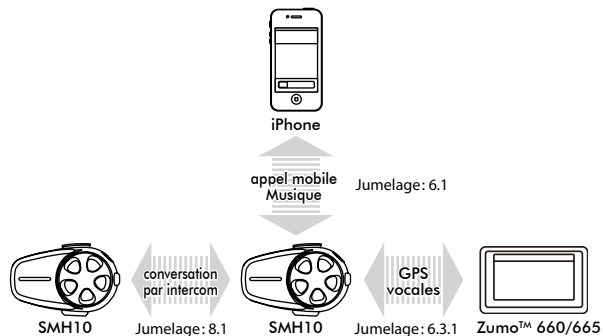 iPhone
appel mobile
Musique
Jumelage: 6.1
conversation
par intercom
GPS
vocales
SMH10
Jumelage: 8.1
SMH10
Jumelage: 6.3.1
Zumo™ 660/665